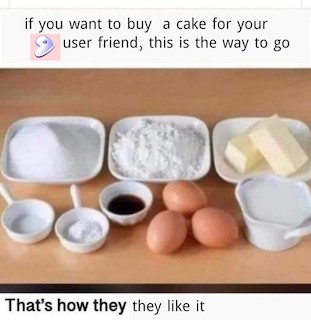 if you want to buy a cake for your
user friend, this is the way to go
That's how they they like it